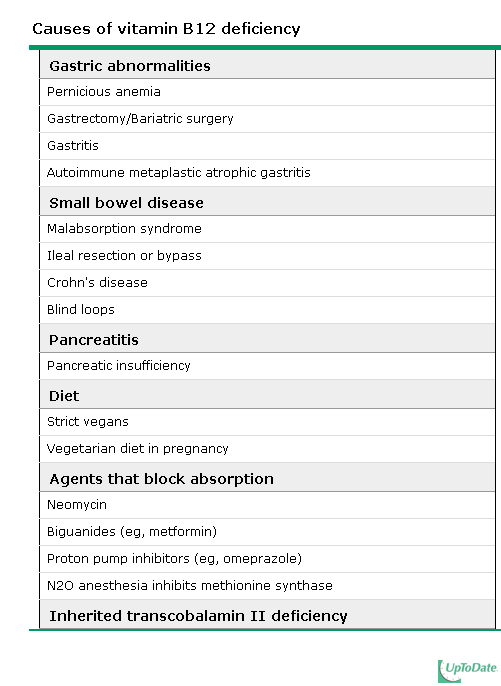 Causes of vitamin B12 deficiency
Gastric abnormalities
Pernicious anemia
Gastrectomy/Bariatric surgery
Gastritis
Autoimmune metaplastic atrophic gastritis
Small bowel disease
Malabsorption syndrome
Ileal resection or bypass
Crohn's disease
Blind loops
Pancreatitis
Pancreatic insufficiency
Diet
Strict vegans
Vegetarian diet in pregnancy
Agents that block absorption
Neomycin
Biguanides (eg, metformin)
Proton pump inhibitors (eg, omeprazole)
N2O anesthesia inhibits methionine synthase
Inherited transcobalamin II deficiency
UpToDate